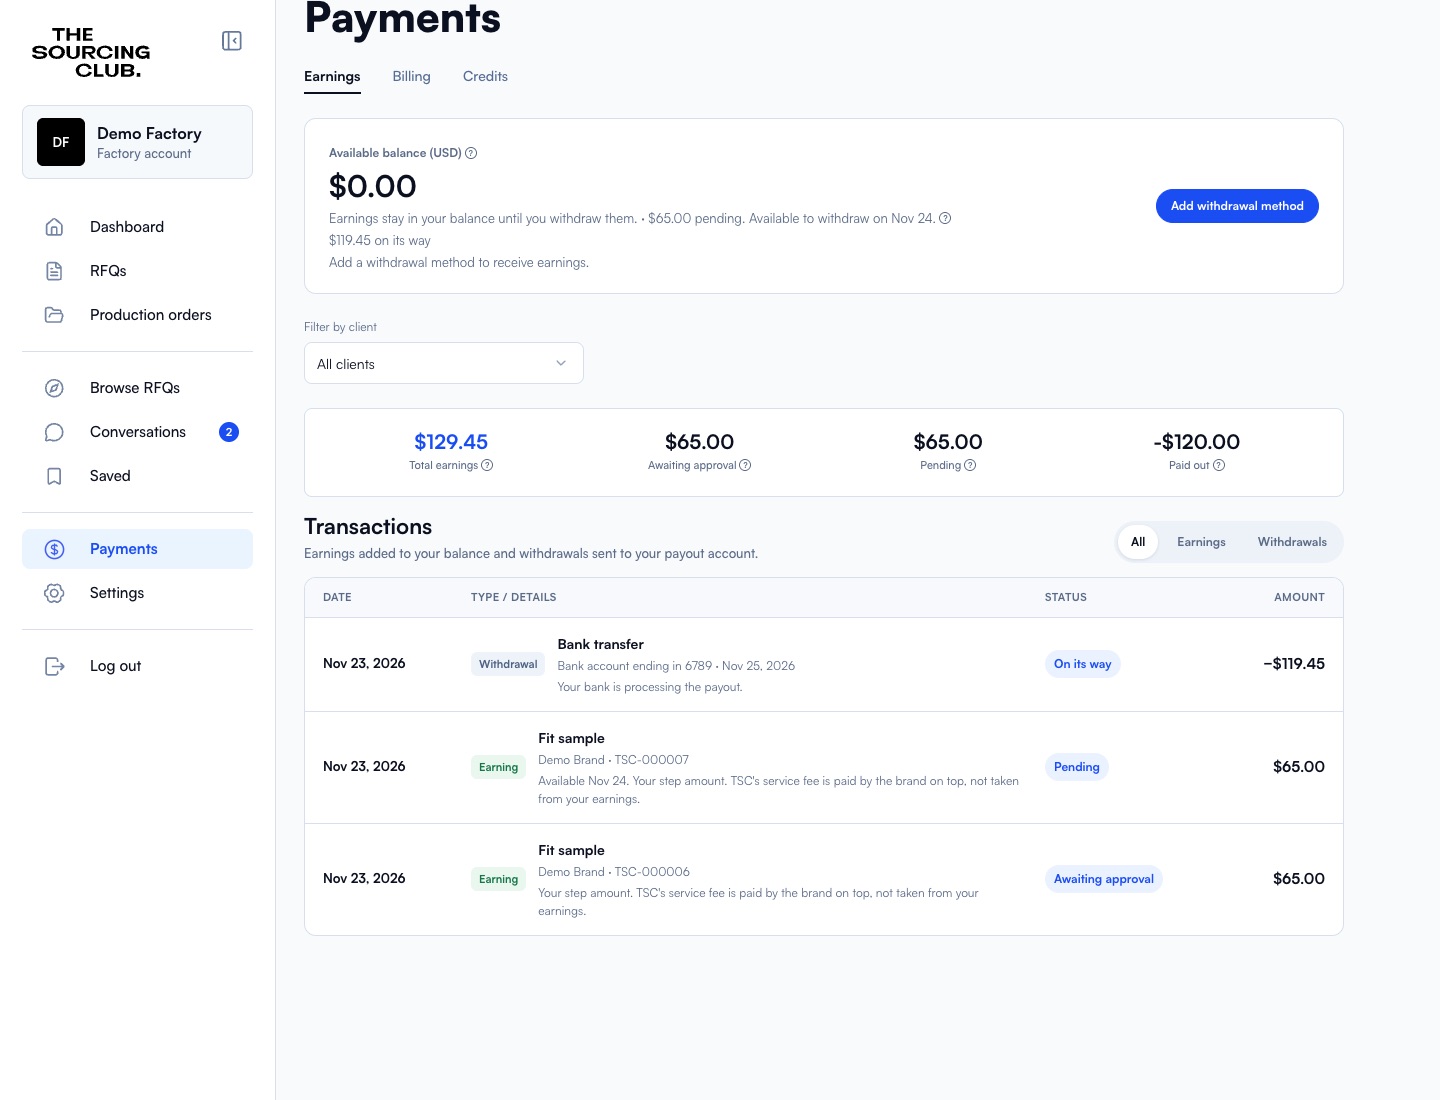 THE
SOURCING
CLUB.
DF
Demo Factory
Factory account
Dashboard
RFQs
Production orders
Browse RFQs
Conversations 2
Saved
Payments
Settings
Log out
Payments
Earnings Billing Credits
Available balance (USD) ?
$0.00
Earnings stay in your balance until you withdraw them. · $65.00 pending. Available to withdraw on Nov 24. ?
$119.45 on its way
Add a withdrawal method to receive earnings.
Add withdrawal method
Filter by client
All clients
$129.45 $65.00 $65.00 -$120.00
Total earnings ? Awaiting approval ? Pending ? Paid out ?
Transactions
Earnings added to your balance and withdrawals sent to your payout account.
All Earnings Withdrawals
DATE TYPE / DETAILS STATUS AMOUNT
Nov 23, 2026 Withdrawal Bank transfer
Bank account ending in 6789 · Nov 25, 2026
Your bank is processing the payout.
On its way −$119.45
Nov 23, 2026 Earning Fit sample
Demo Brand · TSC-000007
Available Nov 24. Your step amount. TSC's service fee is paid by the brand on top, not taken
from your earnings.
Pending $65.00
Nov 23, 2026 Earning Fit sample
Demo Brand · TSC-000006
Your step amount. TSC's service fee is paid by the brand on top, not taken from your
earnings.
Awaiting approval $65.00